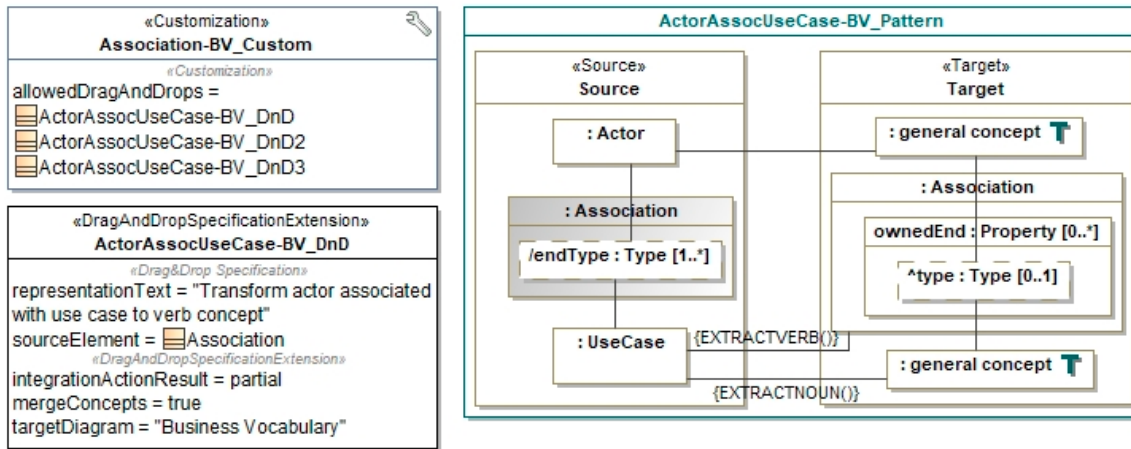 «Customization»
Association-BV_Custom
«Customization»
allowedDragAndDrops =
ActorAssocUseCase-BV_DnD
ActorAssocUseCase-BV_DnD2
ActorAssocUseCase-BV_DnD3
«DragAndDropSpecificationExtension»
ActorAssocUseCase-BV_DnD
«Drag&Drop Specification»
representationText = "Transform actor associated
with use case to verb concept"
sourceElement = Association
«DragAndDropSpecificationExtension»
integrationActionResult = partial
mergeConcepts = true
targetDiagram = "Business Vocabulary"
ActorAssocUseCase-BV_Pattern
«Source»
Source
: Actor
: Association
/endType : Type [1..*]
: UseCase
{EXTRACTVERB()}
{EXTRACTNOUN()}
«Target»
Target
: general concept
: Association
ownedEnd : Property [0..*]
^type : Type [0..1]
: general concept